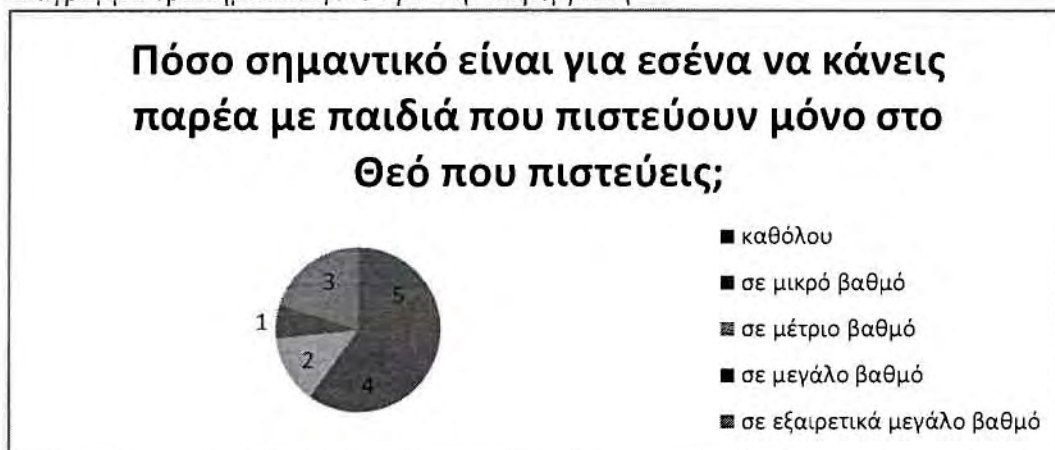 Πόσο σημαντικό είναι για εσένα να κάνεις
παρέα με παιδιά που πιστεύουν μόνο στο
Θεό που πιστεύεις;
5
4
2
1
3
καθόλου
σε μικρό βαθμό
σε μέτριο βαθμό
σε μεγάλο βαθμό
σε εξαιρετικά μεγάλο βαθμό